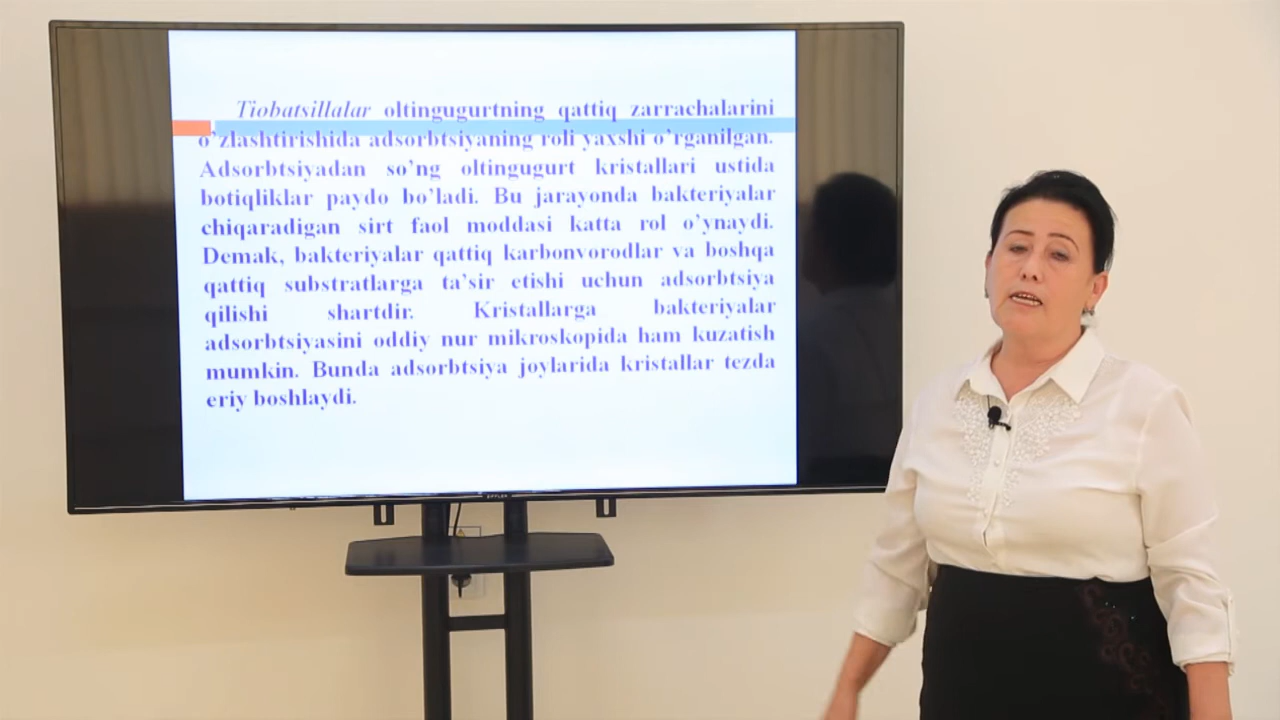 Tiobatsillalar oltingugurtning qattiq zarrachalarini
o’zlashtirishida adsorbtsiyaning roli yaxshi o’rganilgan.
Adsorbtsiyadan so’ng oltingugurt kristallari ustida
botiqliklar paydo bo’ladi. Bu jarayonda bakteriyalar
chiqaradigan sirt faol moddasi katta rol o’ynaydi.
Demak, bakteriyalar qattiq karbonvorodlar va boshqa
qattiq substratlarga ta’sir etishi uchun adsorbtsiya
qilishi shartdir. Kristallarga bakteriyalar
adsorbtsiyasini oddiy nur mikroskopida ham kuzatish
mumkin. Bunda adsorbtsiya joylarida kristallar tezda
eriy boshlaydi.